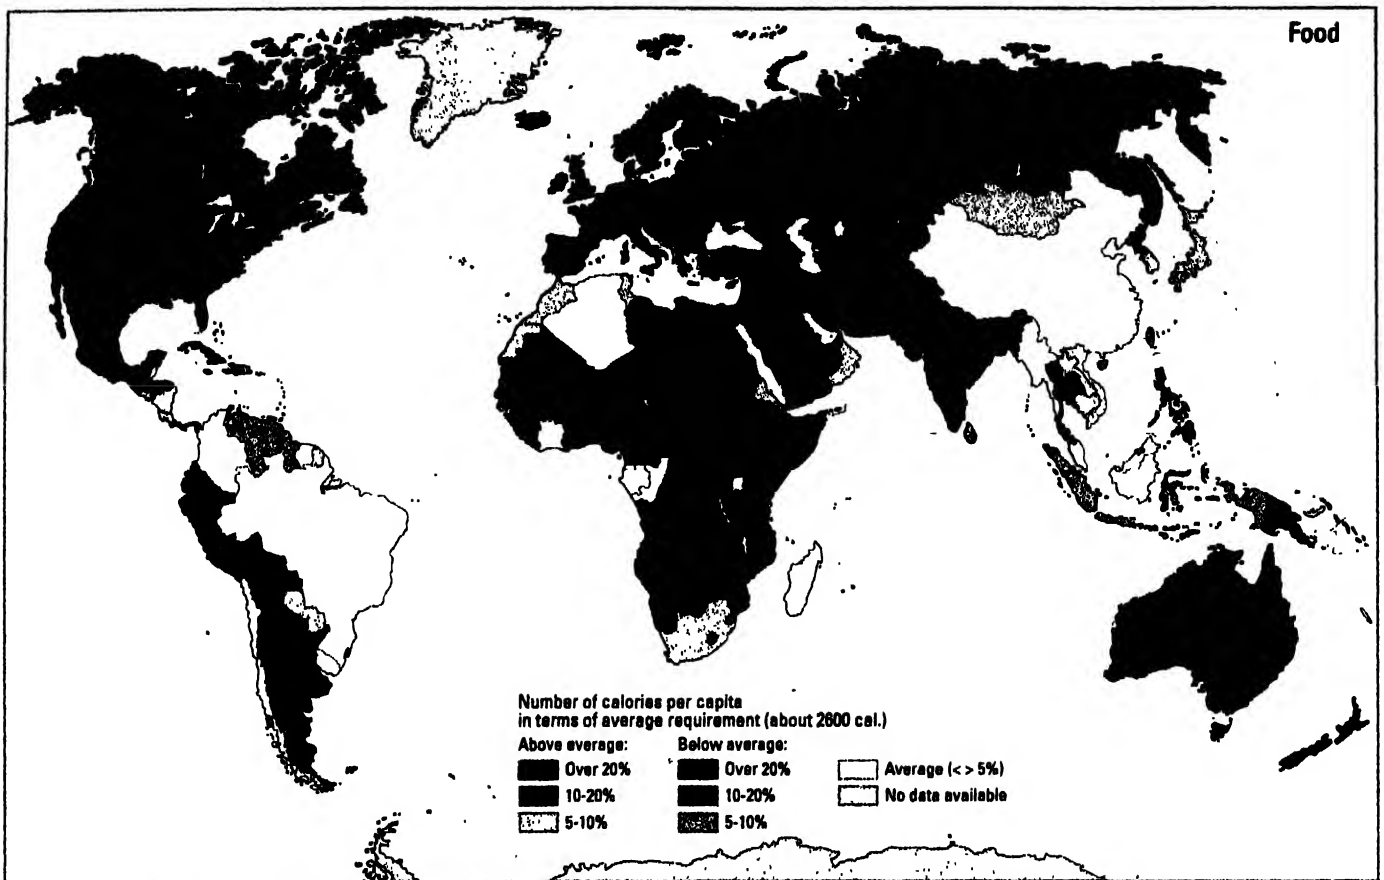 Food
Number of calories per capita
in terms of average requirement (about 2600 cal.)
Above average:
Over 20%
10-20%
5-10%
Below average:
Over 20%
10-20%
5-10%
Average (< > 5%)
No data available